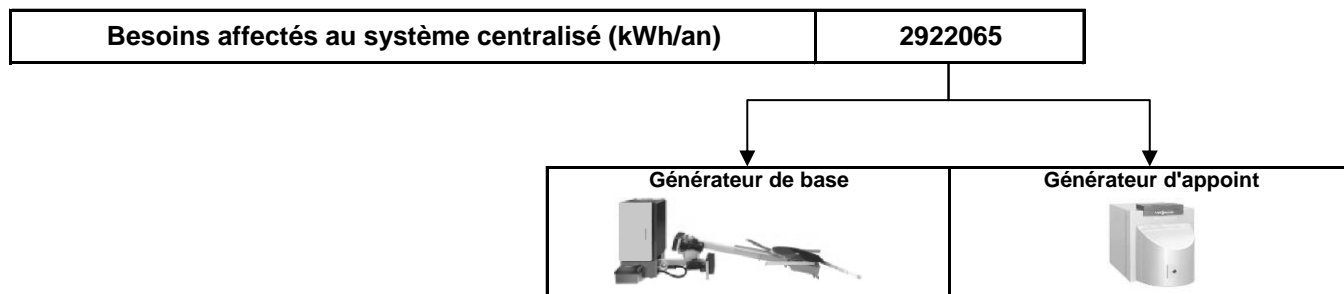 Besoins affectés au système centralisé (kWh/an) 2922065
Générateur de base Générateur d'appoint